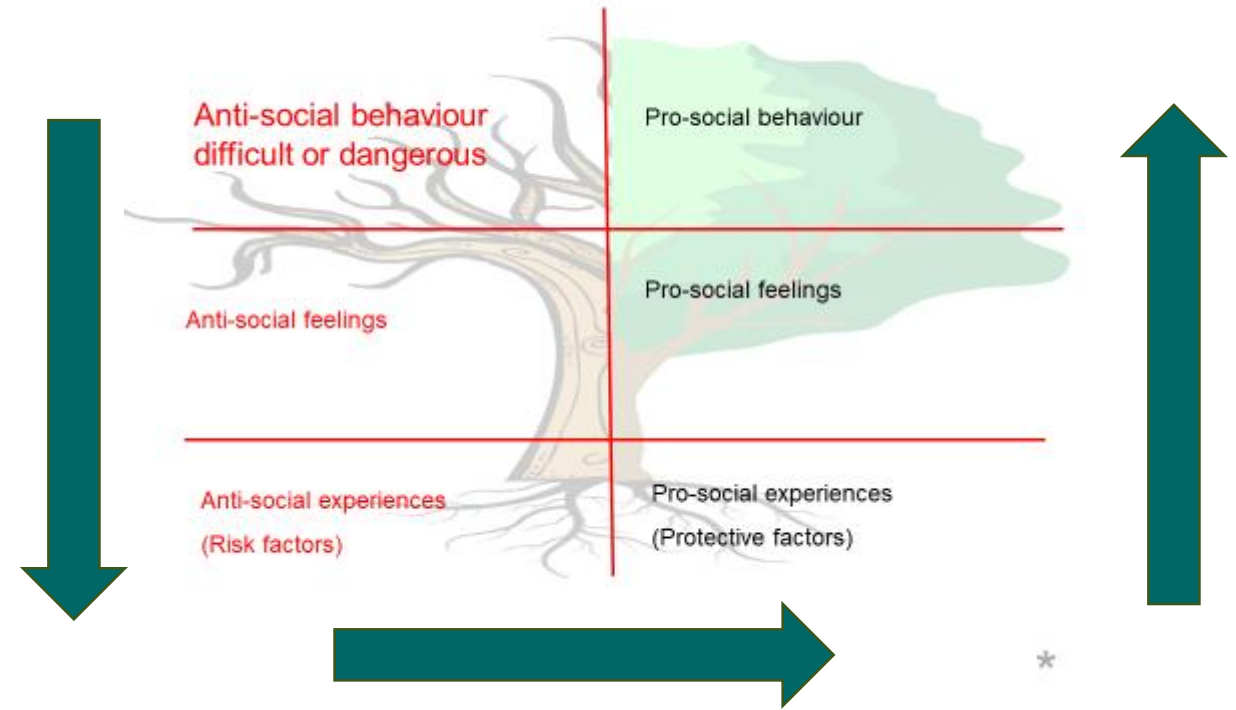 Anti-social behaviour
difficult or dangerous
Pro-social behaviour
Anti-social feelings
Pro-social feelings
Anti-social experiences
(Risk factors)
Pro-social experiences
(Protective factors)
*